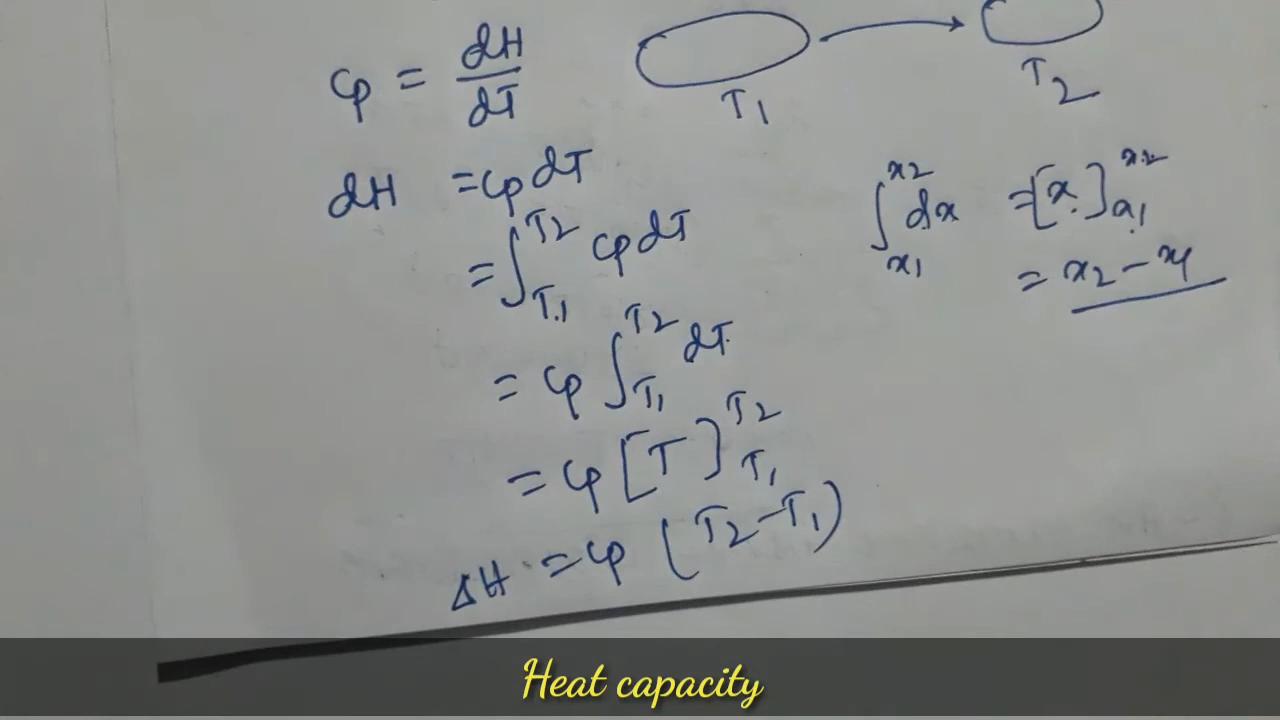 Cp = dH/dT
T1
T2
dH = Cp dT
= ∫_{T1}^{T2} Cp dT
= Cp ∫_{T1}^{T2} dT
= Cp [T]_{T1}^{T2}
ΔH = Cp (T2 - T1)
∫_{x1}^{x2} dx = [x]_{x1}^{x2}
= x2 - x1
Heat capacity